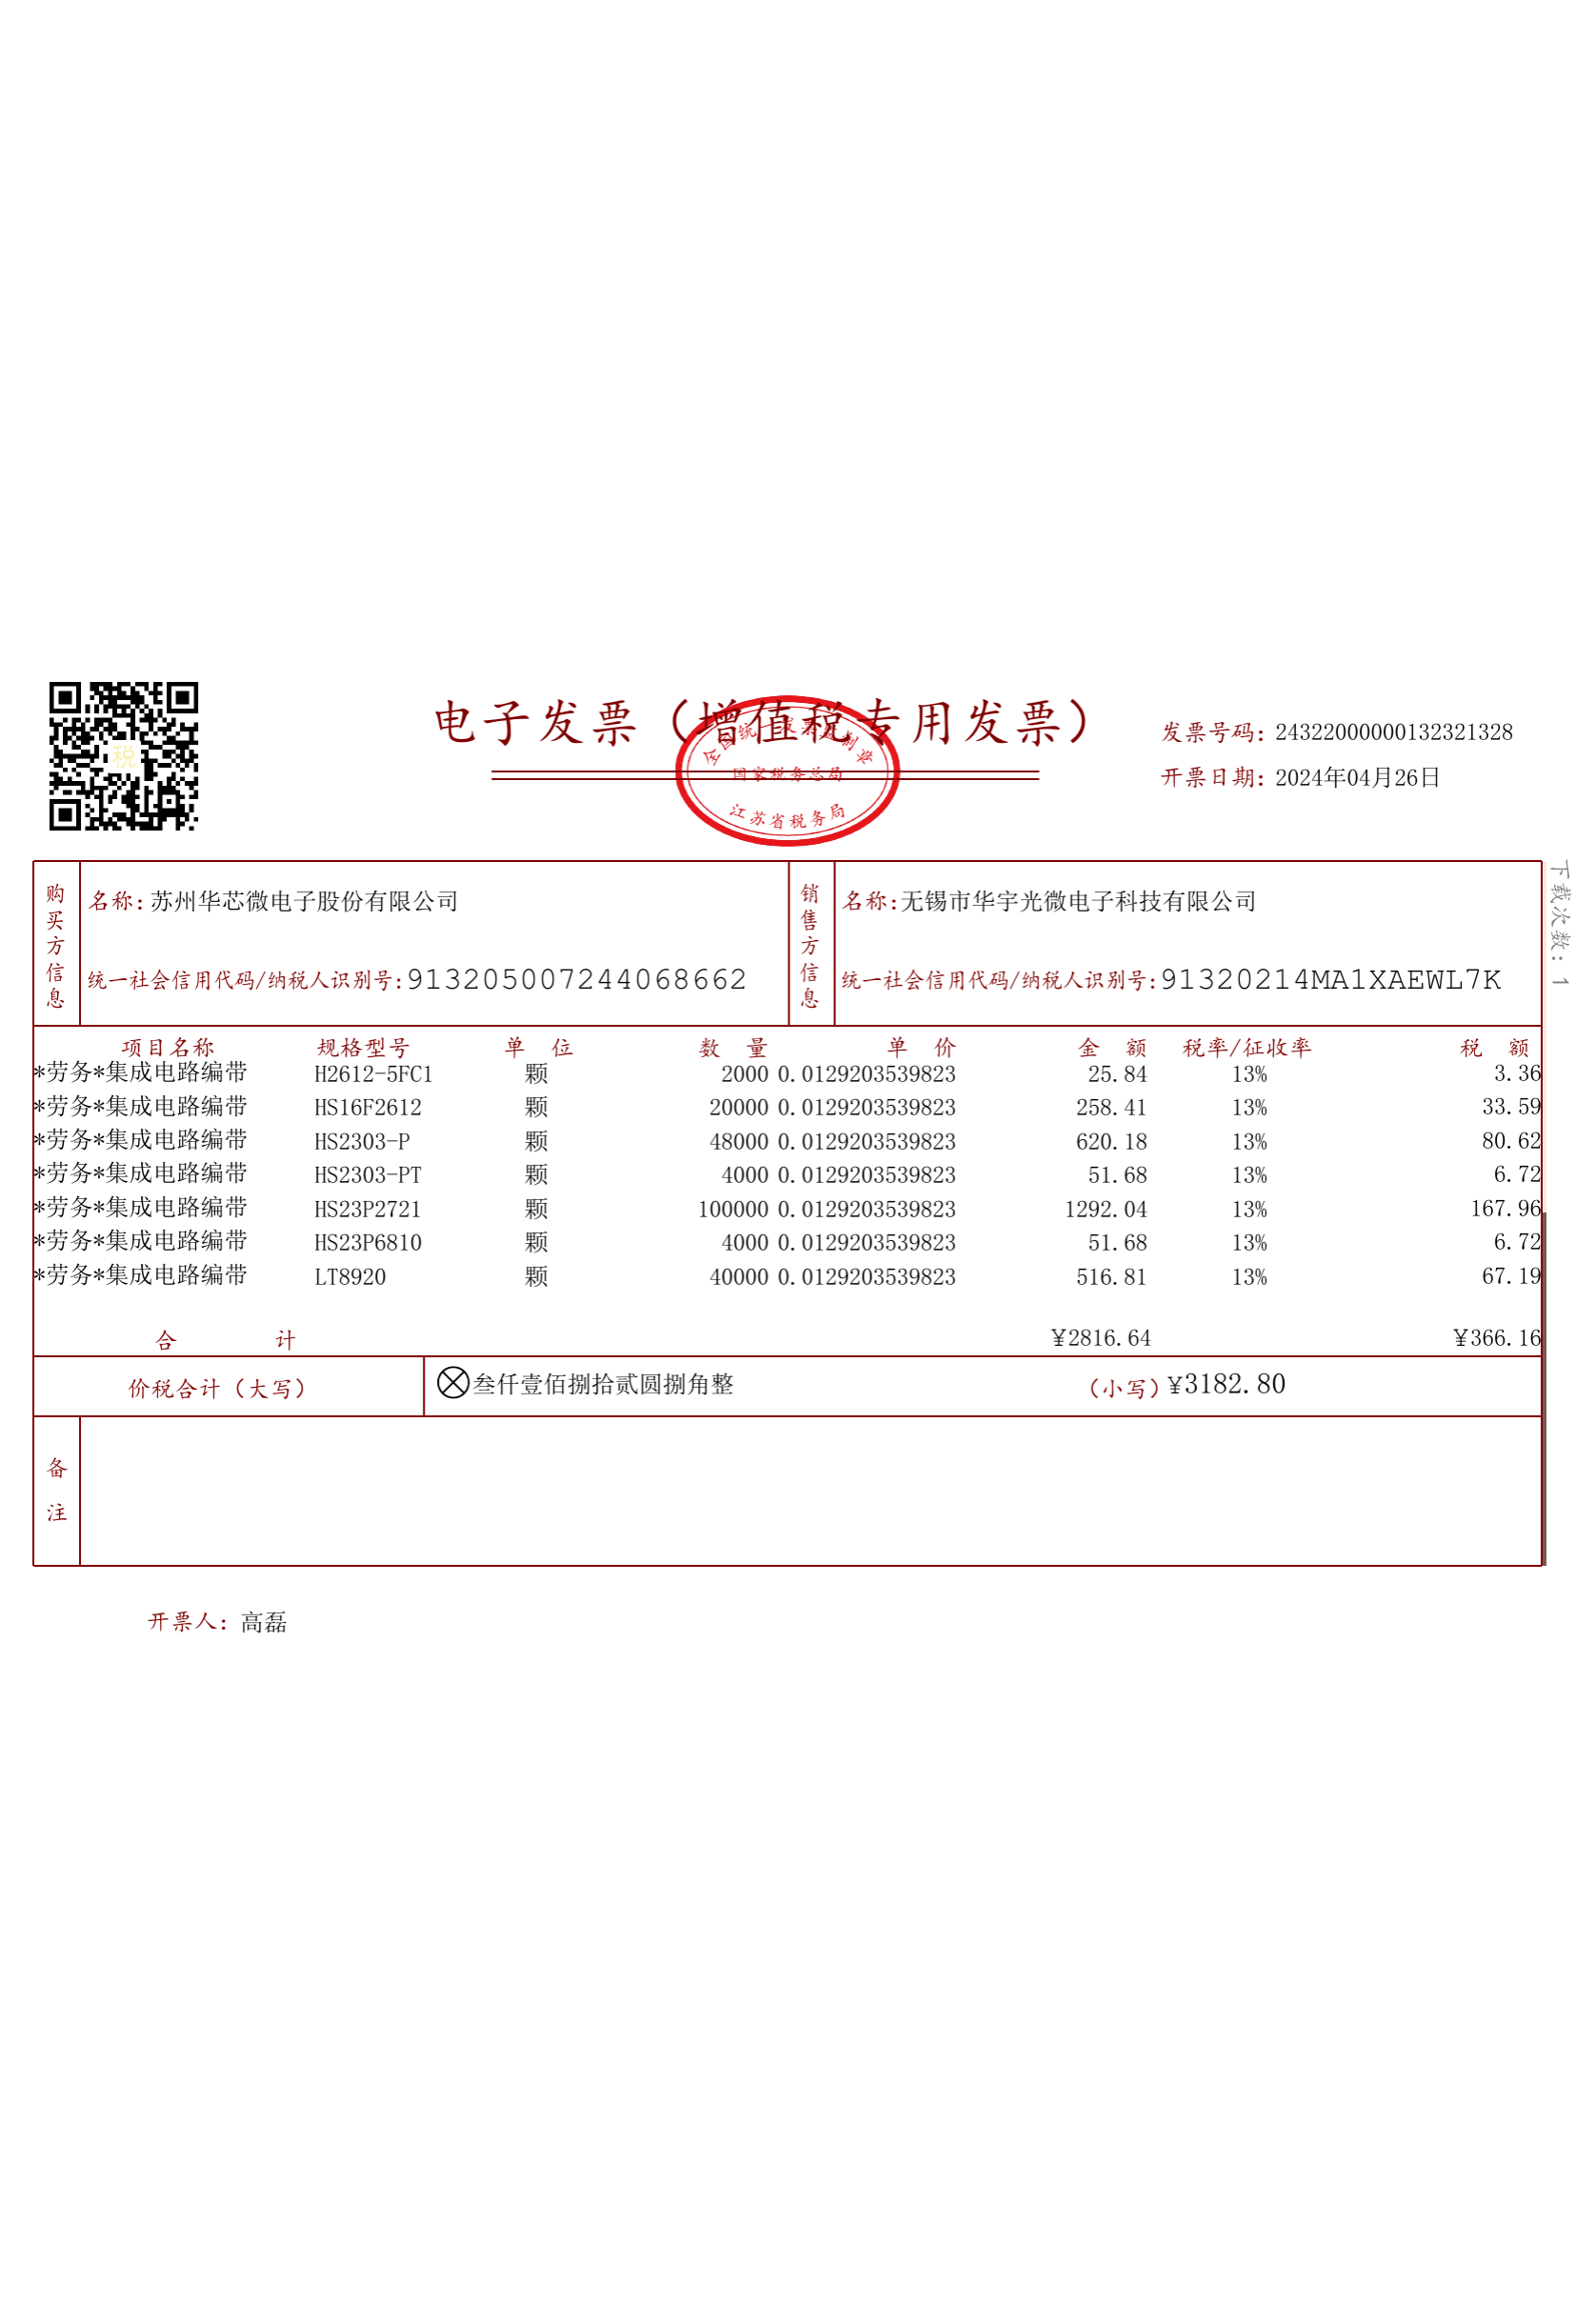 税
电子发票（增值税专用发票）
全国统一发票监制章
国家税务总局
江苏省税务局
发票号码：24322000000132321328
开票日期：2024年04月26日
下载次数：1
购买方信息
名称：苏州华芯微电子股份有限公司
统一社会信用代码/纳税人识别号：913205007244068662
销售方信息
名称：无锡市华宇光微电子科技有限公司
统一社会信用代码/纳税人识别号：91320214MA1XAEWL7K
项目名称 规格型号 单位 数量 单价 金额 税率/征收率 税额
*劳务*集成电路编带 H2612-5FC1 颗 2000 0.0129203539823 25.84 13% 3.36
*劳务*集成电路编带 HS16F2612 颗 20000 0.0129203539823 258.41 13% 33.59
*劳务*集成电路编带 HS2303-P 颗 48000 0.0129203539823 620.18 13% 80.62
*劳务*集成电路编带 HS2303-PT 颗 4000 0.0129203539823 51.68 13% 6.72
*劳务*集成电路编带 HS23P2721 颗 100000 0.0129203539823 1292.04 13% 167.96
*劳务*集成电路编带 HS23P6810 颗 4000 0.0129203539823 51.68 13% 6.72
*劳务*集成电路编带 LT8920 颗 40000 0.0129203539823 516.81 13% 67.19
合计 ¥2816.64 ¥366.16
价税合计（大写） 叁仟壹佰捌拾贰圆捌角整 （小写）¥3182.80
备注
开票人：高磊